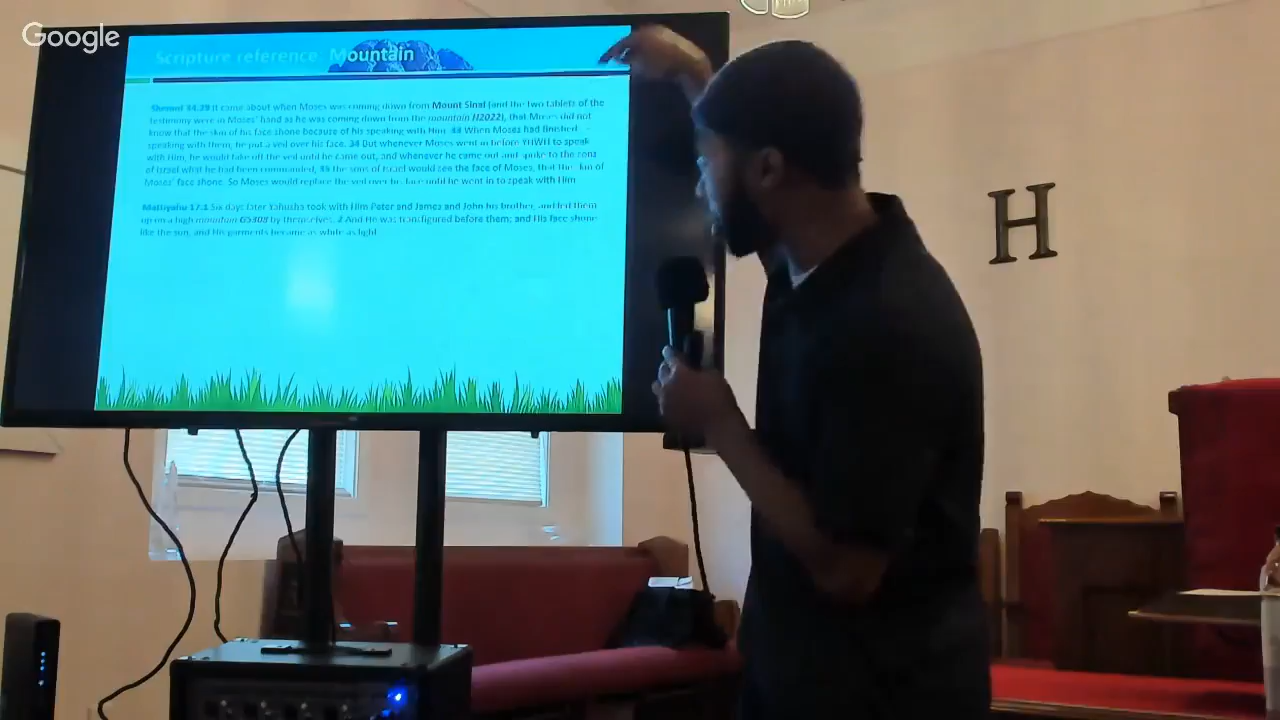 Google
Scripture reference: Mountain
34:29 It came about when Moses was coming down from Mount Sinai (and the two tablets of the
testimony were in Moses' hand as he was coming down from the mountain H2022), that Moses did not
know that the skin of his face shone because of his speaking with Him. 33 When Moses had finished
speaking with them, he put a veil over his face. 34 But whenever Moses went in before YHWH to speak
with Him, he would take off the veil until he came out, and whenever he came out and spoke to the sons
of Israel what he had been commanded, 35 the sons of Israel would see the face of Moses, that the skin of
Moses' face shone. So Moses would replace the veil over his face until he went in to speak with Him
Mattiyahu 17:1 Six days later Yahusha took with Him Peter and James and John his brother, and led them
up on a high mountain G5308 by themselves. 2 And He was transfigured before them; and His face shone
like the sun, and His garments became as white as light
H